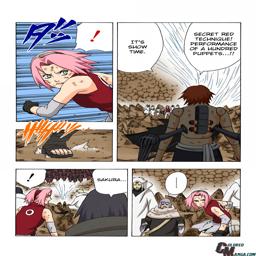 IT'S
SHOW
TIME.
SECRET RED
TECHNIQUE!
PERFORMANCE
OF A
HUNDRED
PUPPETS...!!
SAKURA...
COLORED
MANGA.COM